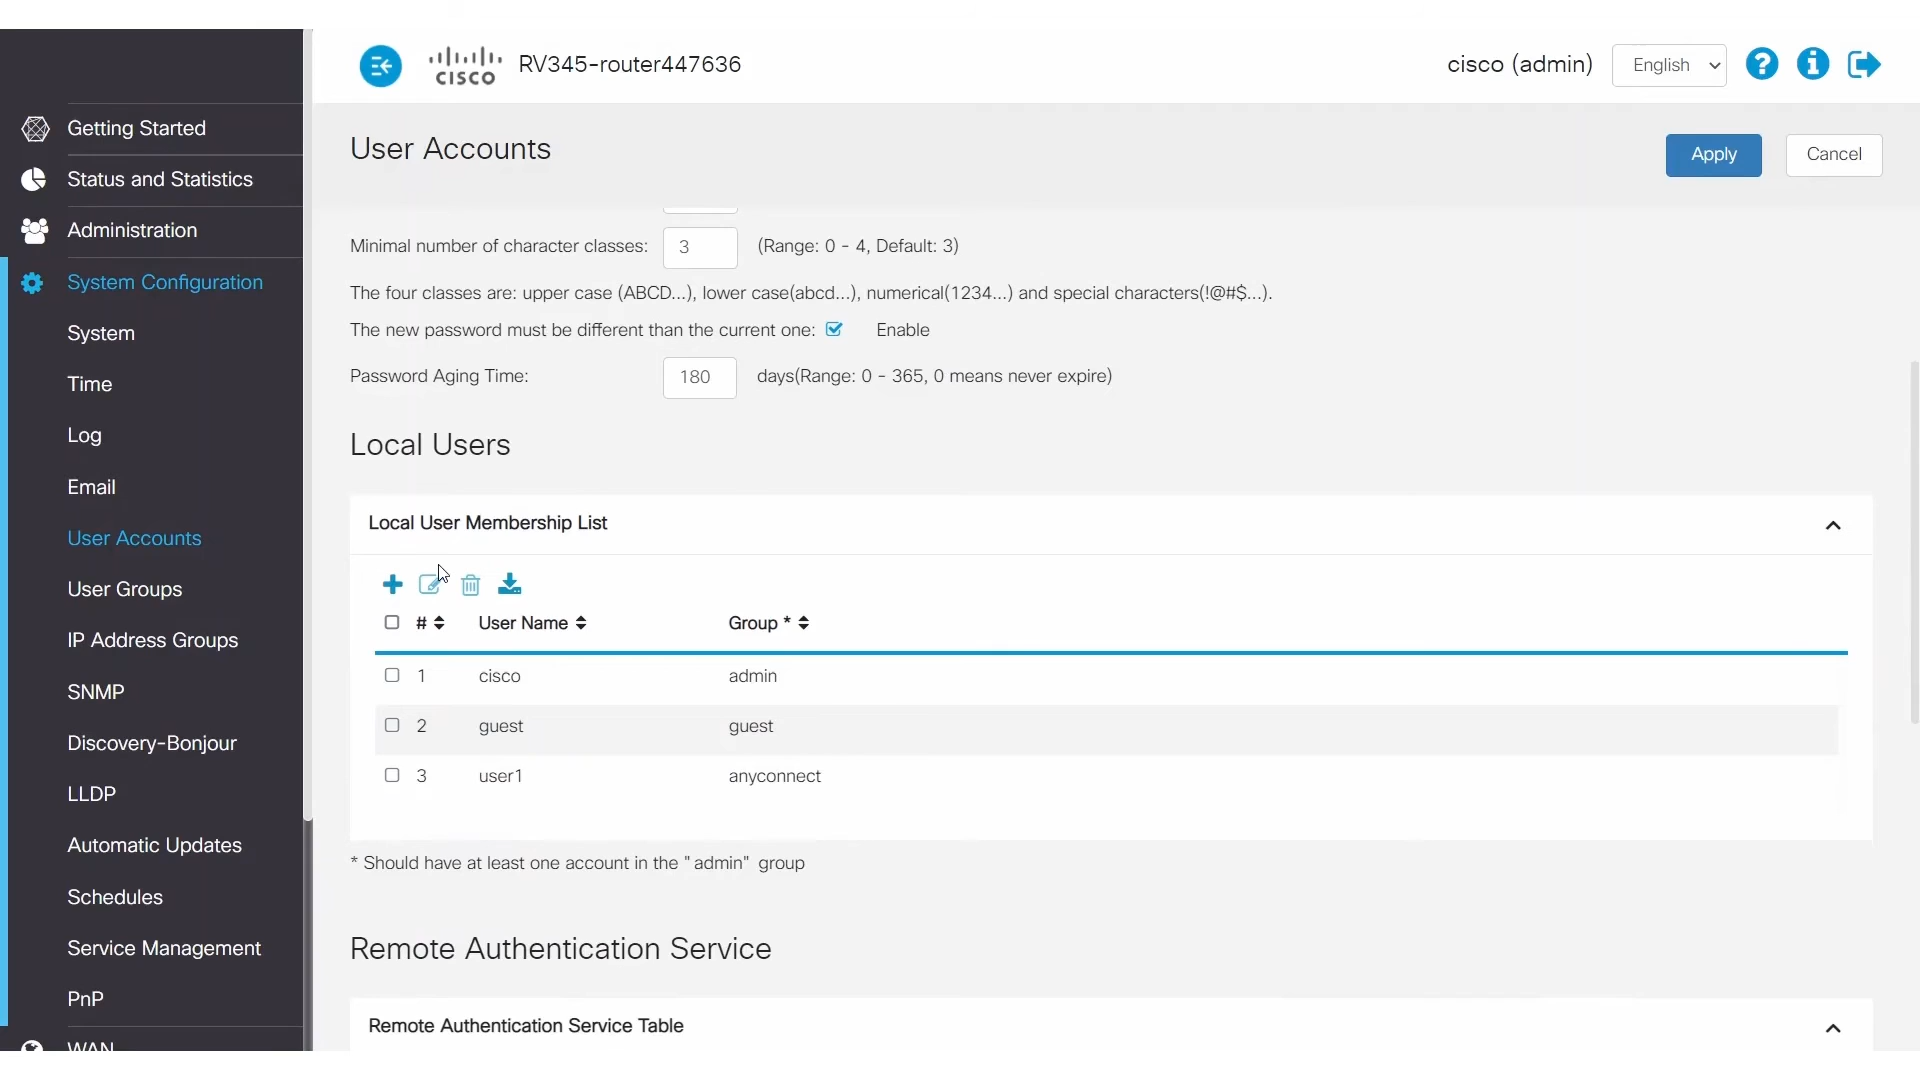 CISCO RV345-router447636 cisco (admin) English
Getting Started
Status and Statistics
Administration
System Configuration
System
Time
Log
Email
User Accounts
User Groups
IP Address Groups
SNMP
Discovery-Bonjour
LLDP
Automatic Updates
Schedules
Service Management
PnP
WAN
User Accounts
Apply Cancel
Minimal number of character classes: 3 (Range: 0 - 4, Default: 3)
The four classes are: upper case (ABCD...), lower case(abcd...), numerical(1234...) and special characters(!@#$...).
The new password must be different than the current one: Enable
Password Aging Time: 180 days(Range: 0 - 365, 0 means never expire)
Local Users
Local User Membership List
# User Name Group *
1 cisco admin
2 guest guest
3 user1 anyconnect
* Should have at least one account in the "admin" group
Remote Authentication Service
Remote Authentication Service Table